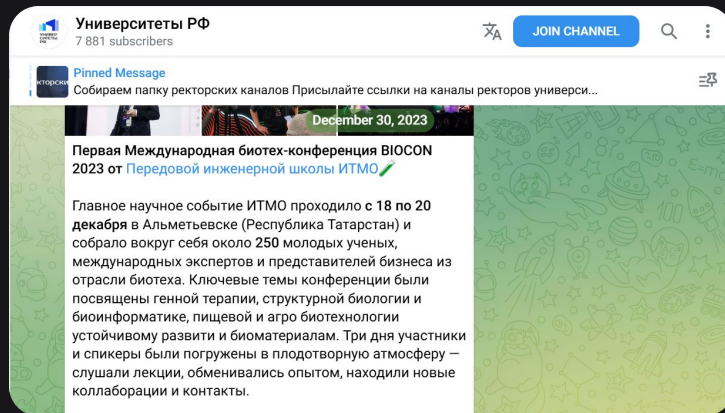 Университеты РФ
7 881 subscribers
JOIN CHANNEL
Pinned Message
Собираем папку ректорских каналов Присылайте ссылки на каналы ректоров универси...
December 30, 2023
Первая Международная биотех-конференция BIOCON
2023 от Передовой инженерной школы ИТМО
Главное научное событие ИТМО проходило с 18 по 20
декабря в Альметьевске (Республика Татарстан) и
собрало вокруг себя около 250 молодых ученых,
международных экспертов и представителей бизнеса из
отрасли биотеха. Ключевые темы конференции были
посвящены генной терапии, структурной биологии и
биоинформатике, пищевой и агро биотехнологии
устойчивому развити и биоматериалам. Три дня участники
и спикеры были погружены в плодотворную атмосферу —
слушали лекции, обменивались опытом, находили новые
коллаборации и контакты.